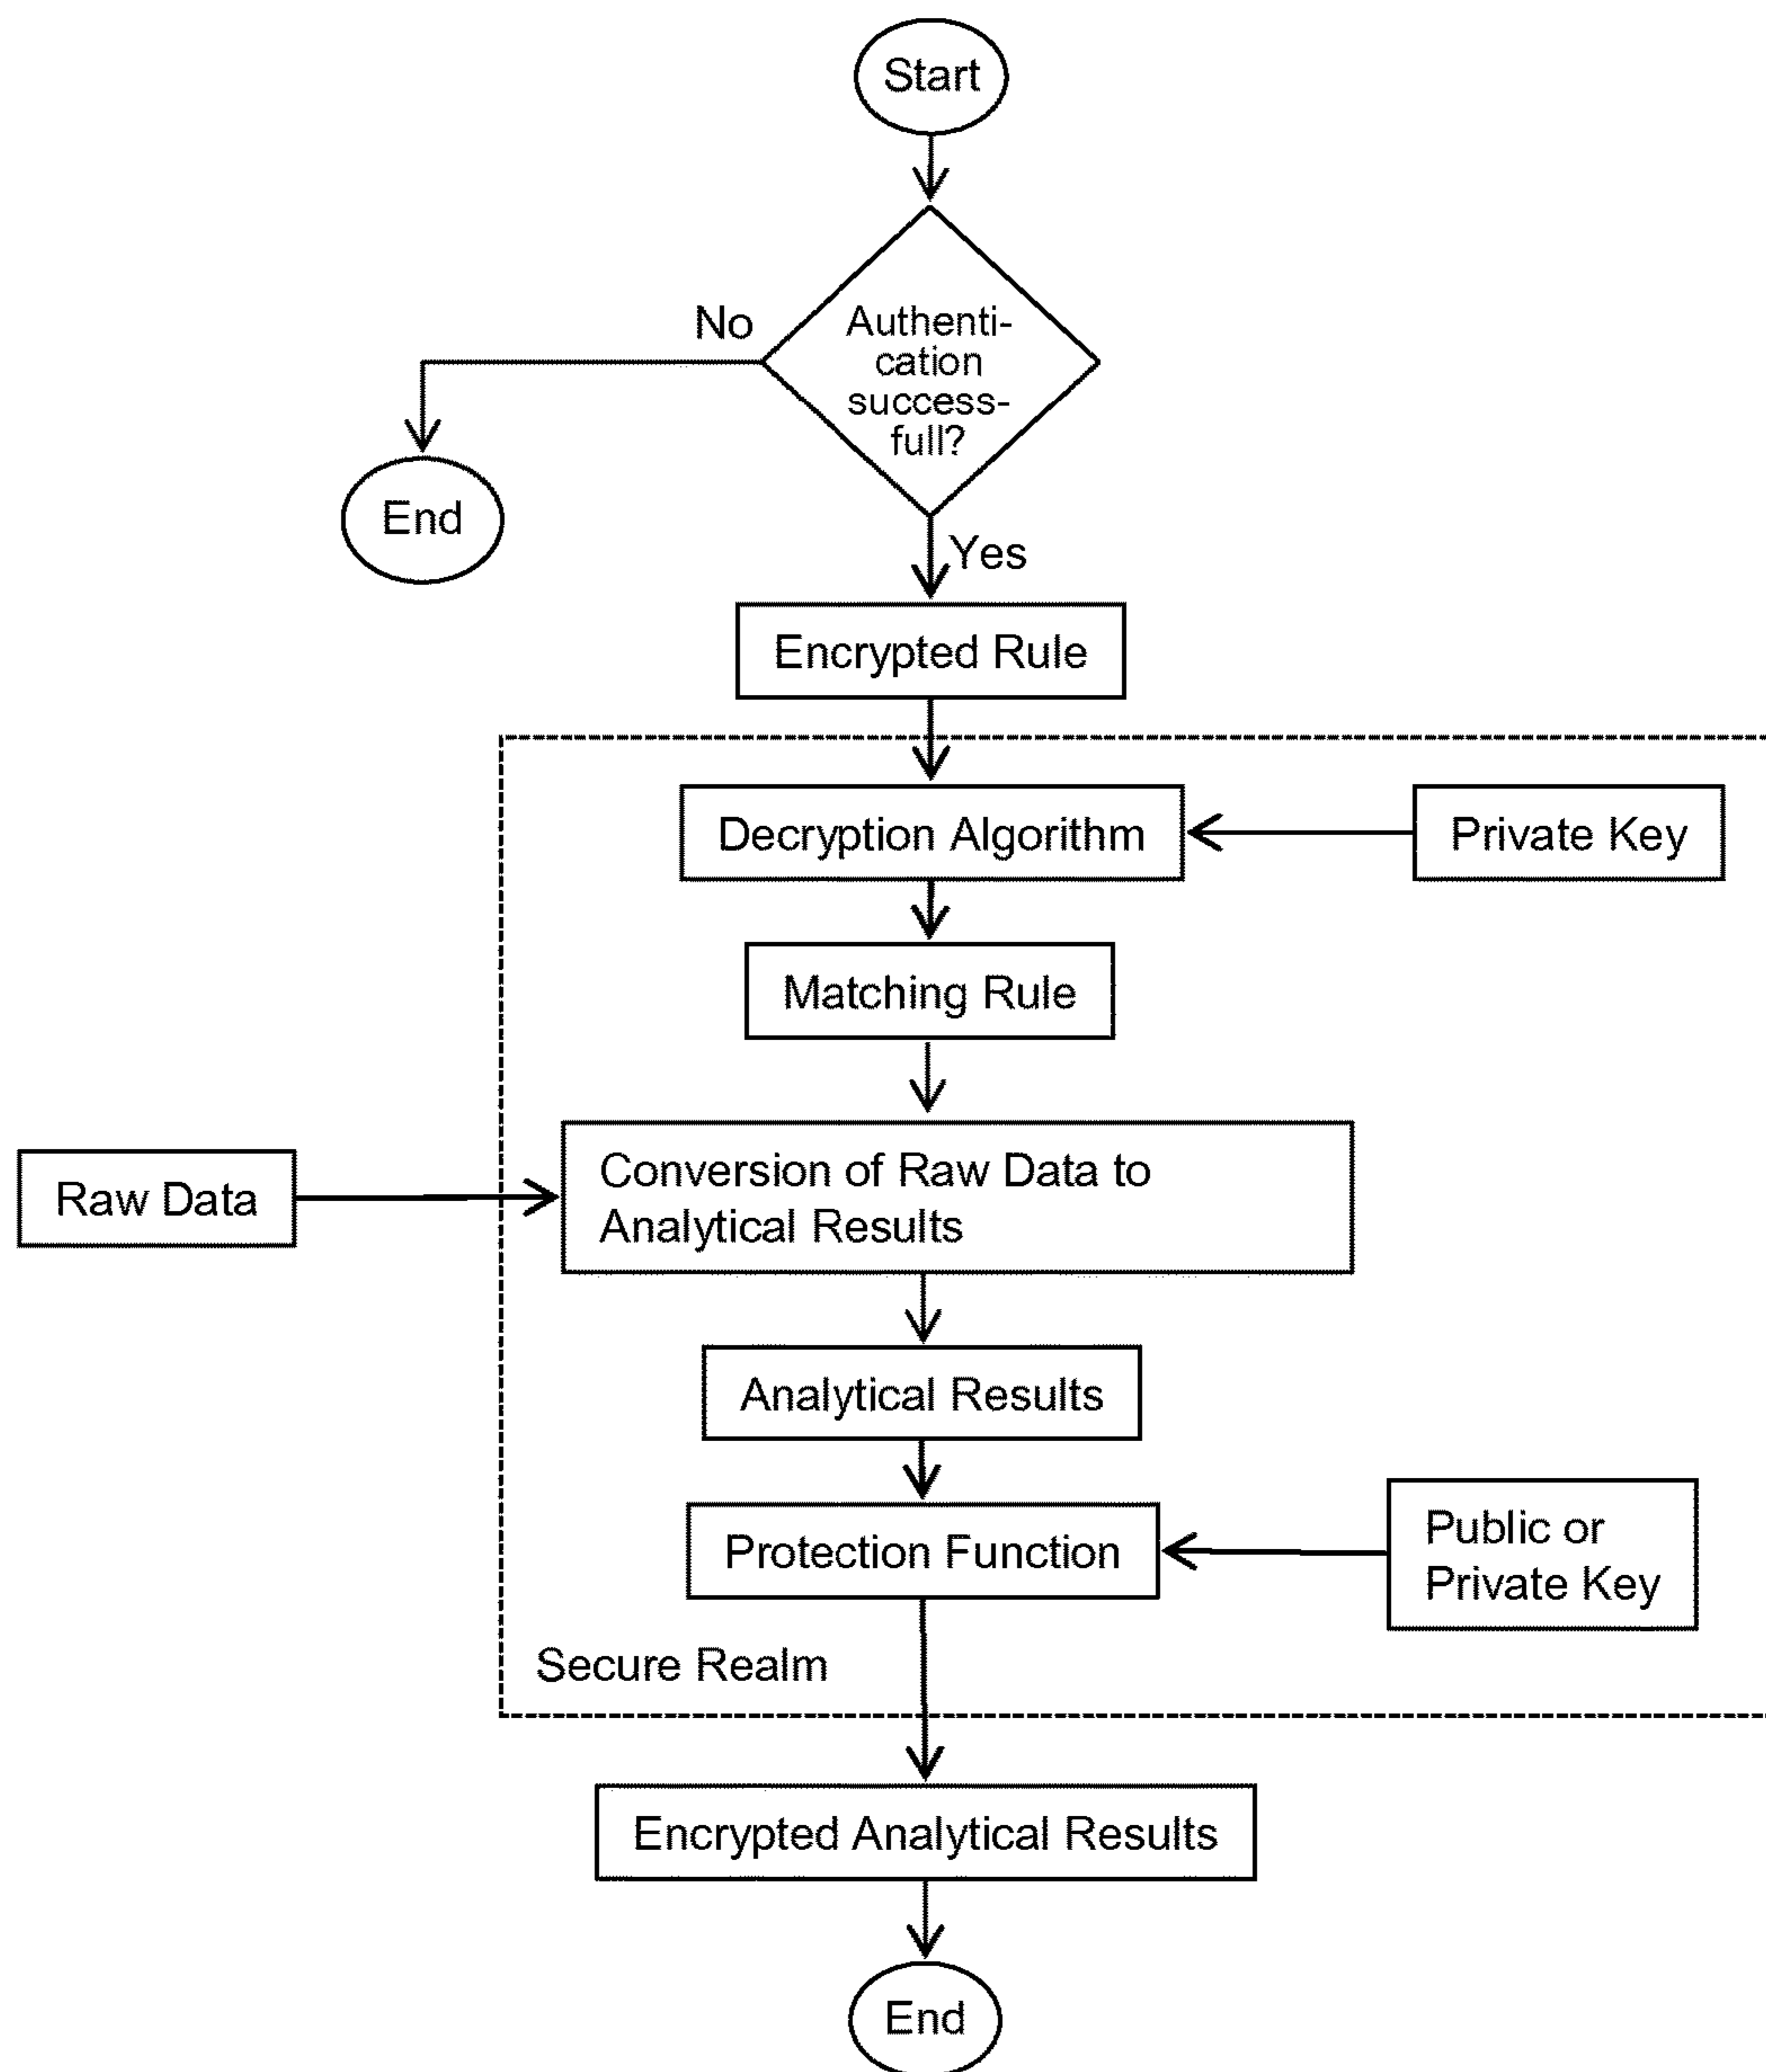 Start
No
Authenti-
cation
success-
full?
End
Yes
Encrypted Rule
Decryption Algorithm
Private Key
Matching Rule
Raw Data
Conversion of Raw Data to
Analytical Results
Analytical Results
Protection Function
Public or
Private Key
Secure Realm
Encrypted Analytical Results
End